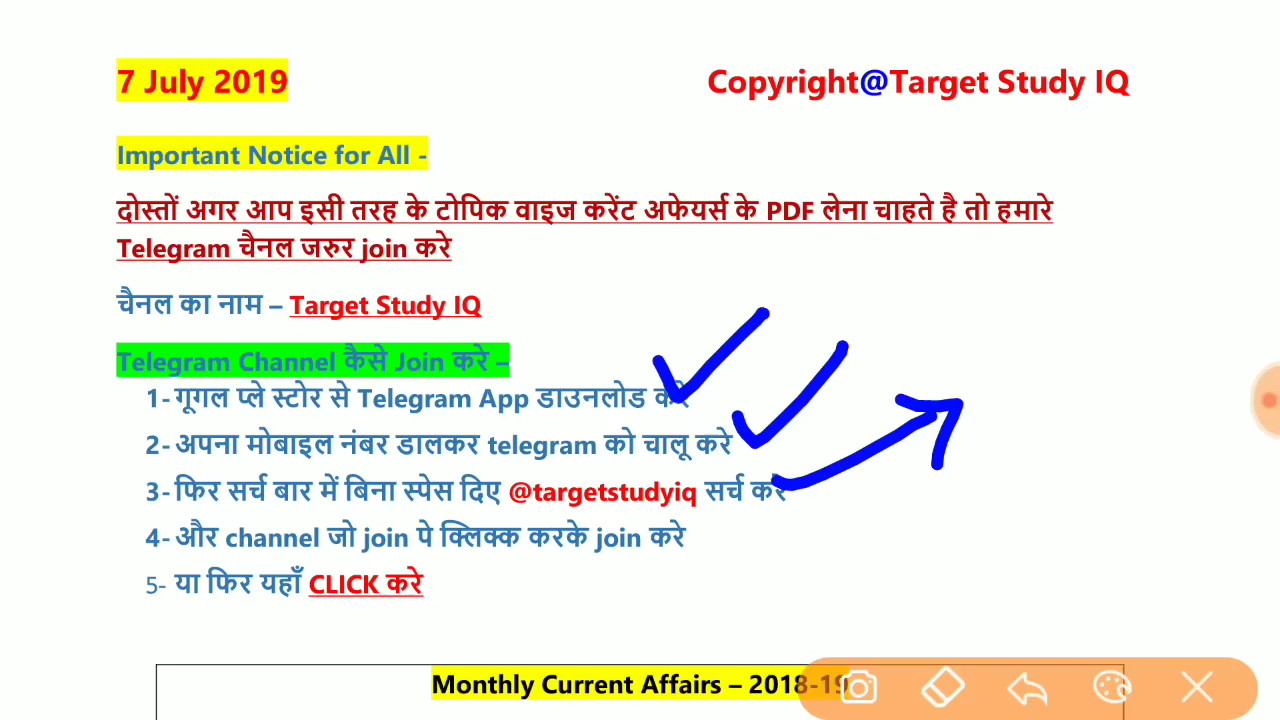 7 July 2019 Copyright@Target Study IQ
Important Notice for All -
दोस्तों अगर आप इसी तरह के टोपिक वाइज करेंट अफेयर्स के PDF लेना चाहते है तो हमारे
Telegram चैनल जरुर join करे
चैनल का नाम – Target Study IQ
Telegram Channel कैसे Join करे –
1- गूगल प्ले स्टोर से Telegram App डाउनलोड करे
2- अपना मोबाइल नंबर डालकर telegram को चालू करे
3- फिर सर्च बार में बिना स्पेस दिए @targetstudyiq सर्च करे
4- और channel जो join पे क्लिक्क करके join करे
5- या फिर यहाँ CLICK करे
Monthly Current Affairs – 2018-19